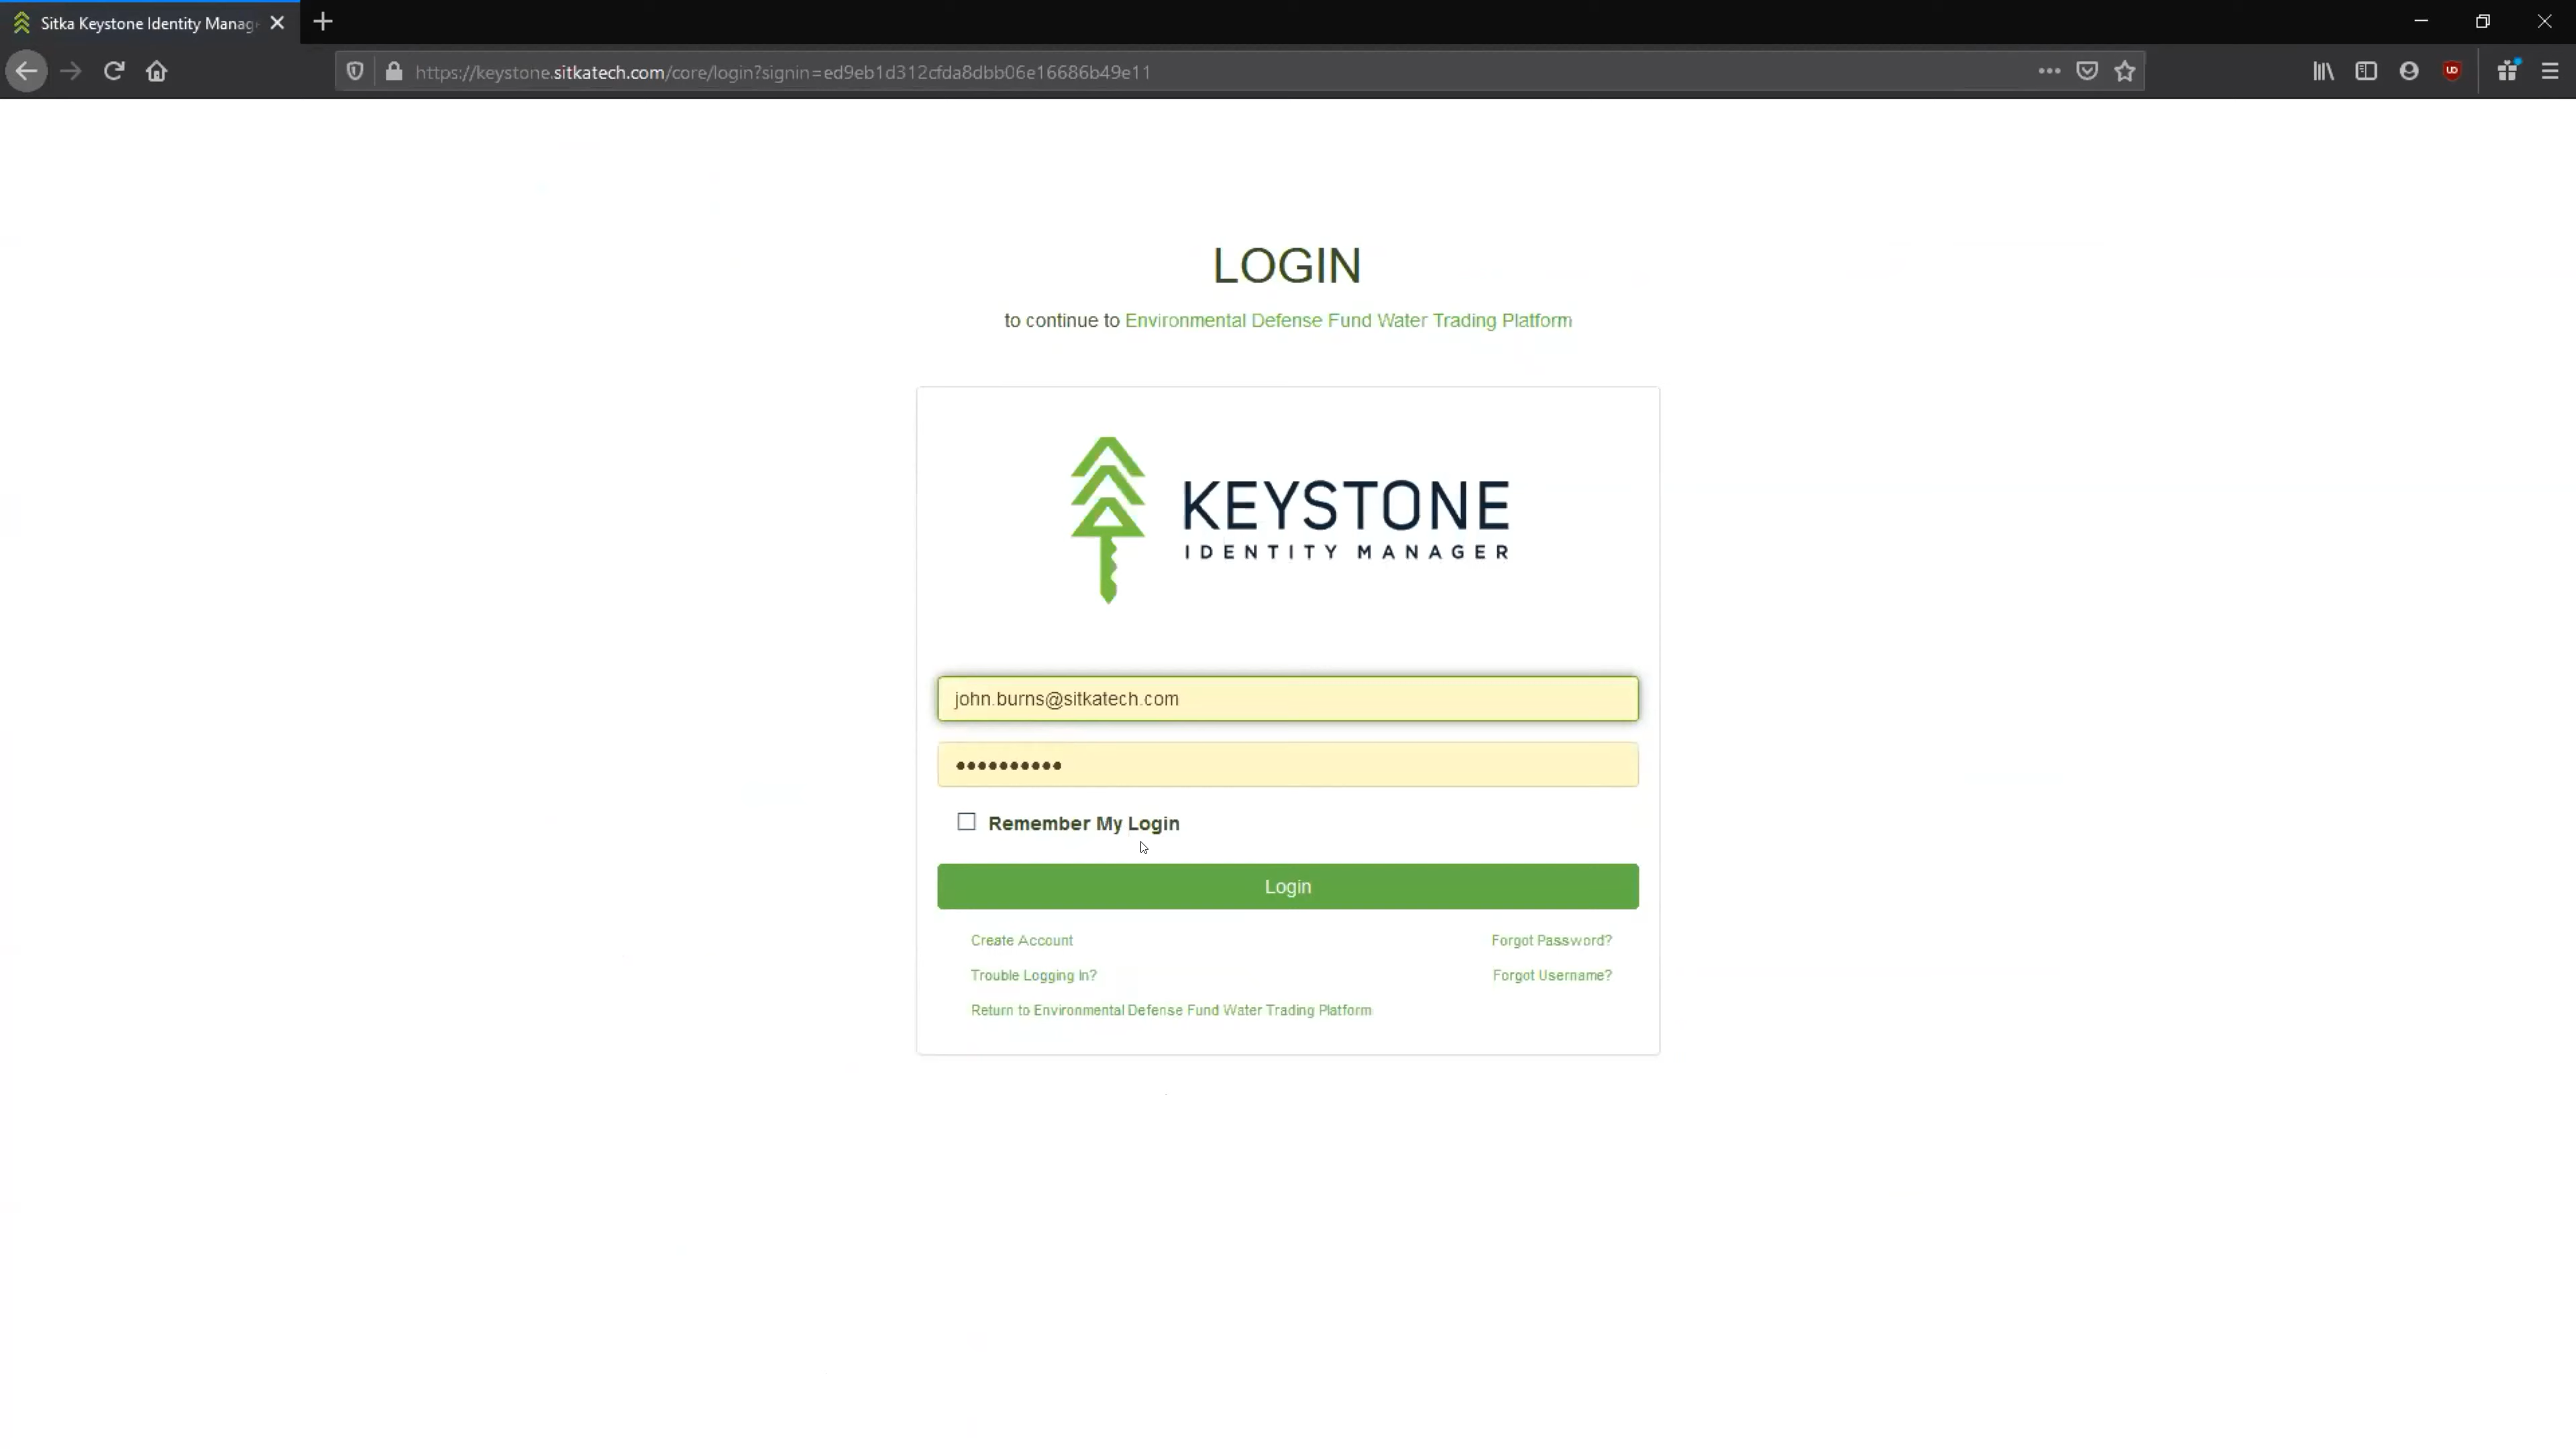 Sitka Keystone Identity Manag
https://keystone.sitkatech.com/core/login?signin=ed9eb1d312cfda8dbb06e16686b49e11
LOGIN
to continue to Environmental Defense Fund Water Trading Platform
KEYSTONE
IDENTITY MANAGER
john.burns@sitkatech.com
••••••••••
Remember My Login
Login
Create Account
Forgot Password?
Trouble Logging In?
Forgot Username?
Return to Environmental Defense Fund Water Trading Platform